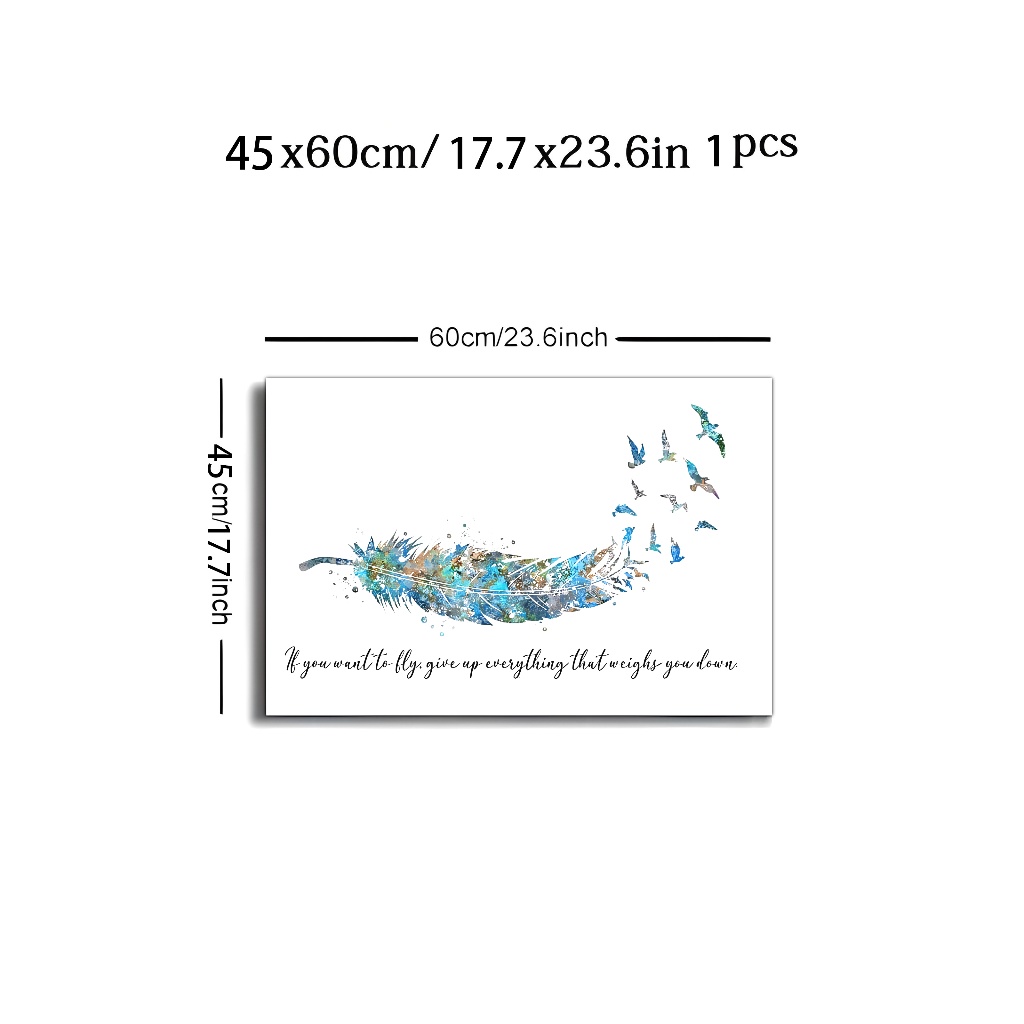 45x60cm/ 17.7x23.6in 1pcs
60cm/23.6inch
45cm/17.7inch
If you want to fly, give up everything that weighs you down.